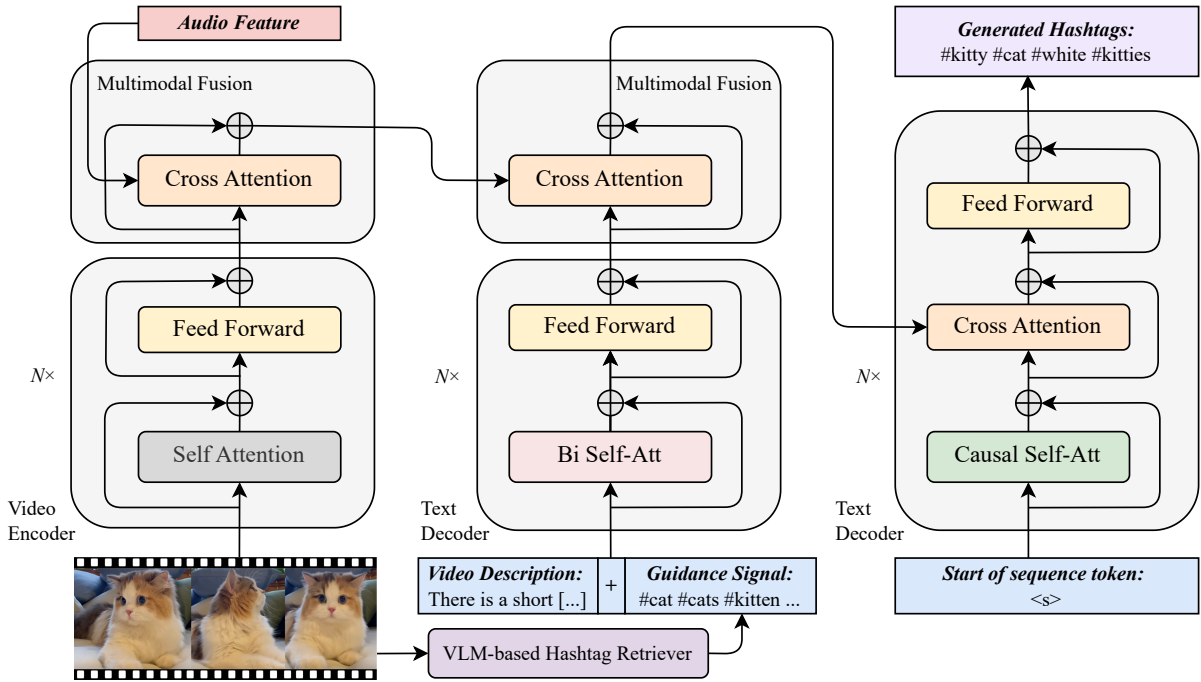 Audio Feature
Multimodal Fusion
Cross Attention
Feed Forward
N×
Self Attention
Video
Encoder
Multimodal Fusion
Cross Attention
Feed Forward
N×
Bi Self-Att
Text
Decoder
Video Description:
There is a short [...]
+
Guidance Signal:
#cat #cats #kitten ...
VLM-based Hashtag Retriever
Generated Hashtags:
#kitty #cat #white #kitties
Feed Forward
Cross Attention
N×
Causal Self-Att
Text
Decoder
Start of sequence token:
<s>